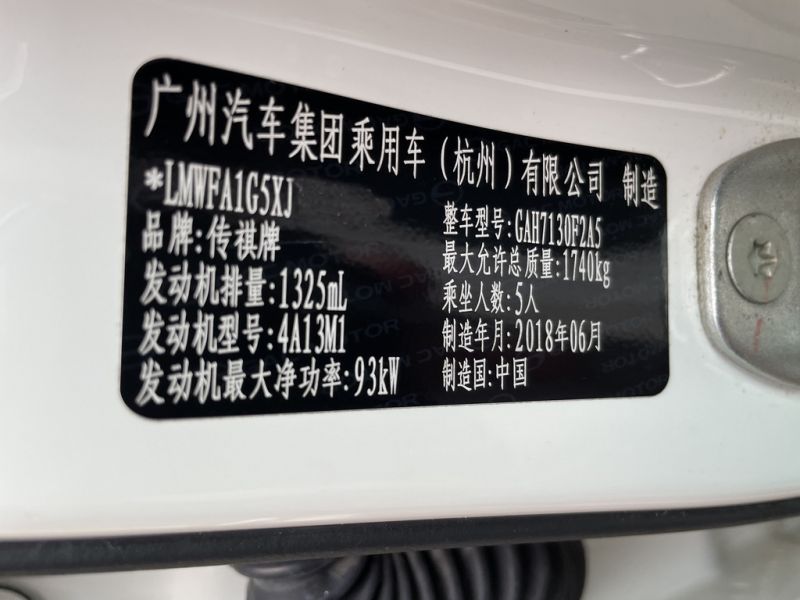 广州汽车集团乘用车(杭州)有限公司 制造
*LMWFA1G5XJ
品牌:传祺牌
发动机排量:1325mL
发动机型号:4A13M1
发动机最大净功率:93kW
整车型号:GAH7130F2A5
最大允许总质量:1740kg
乘坐人数:5人
制造年月:2018年06月
制造国:中国